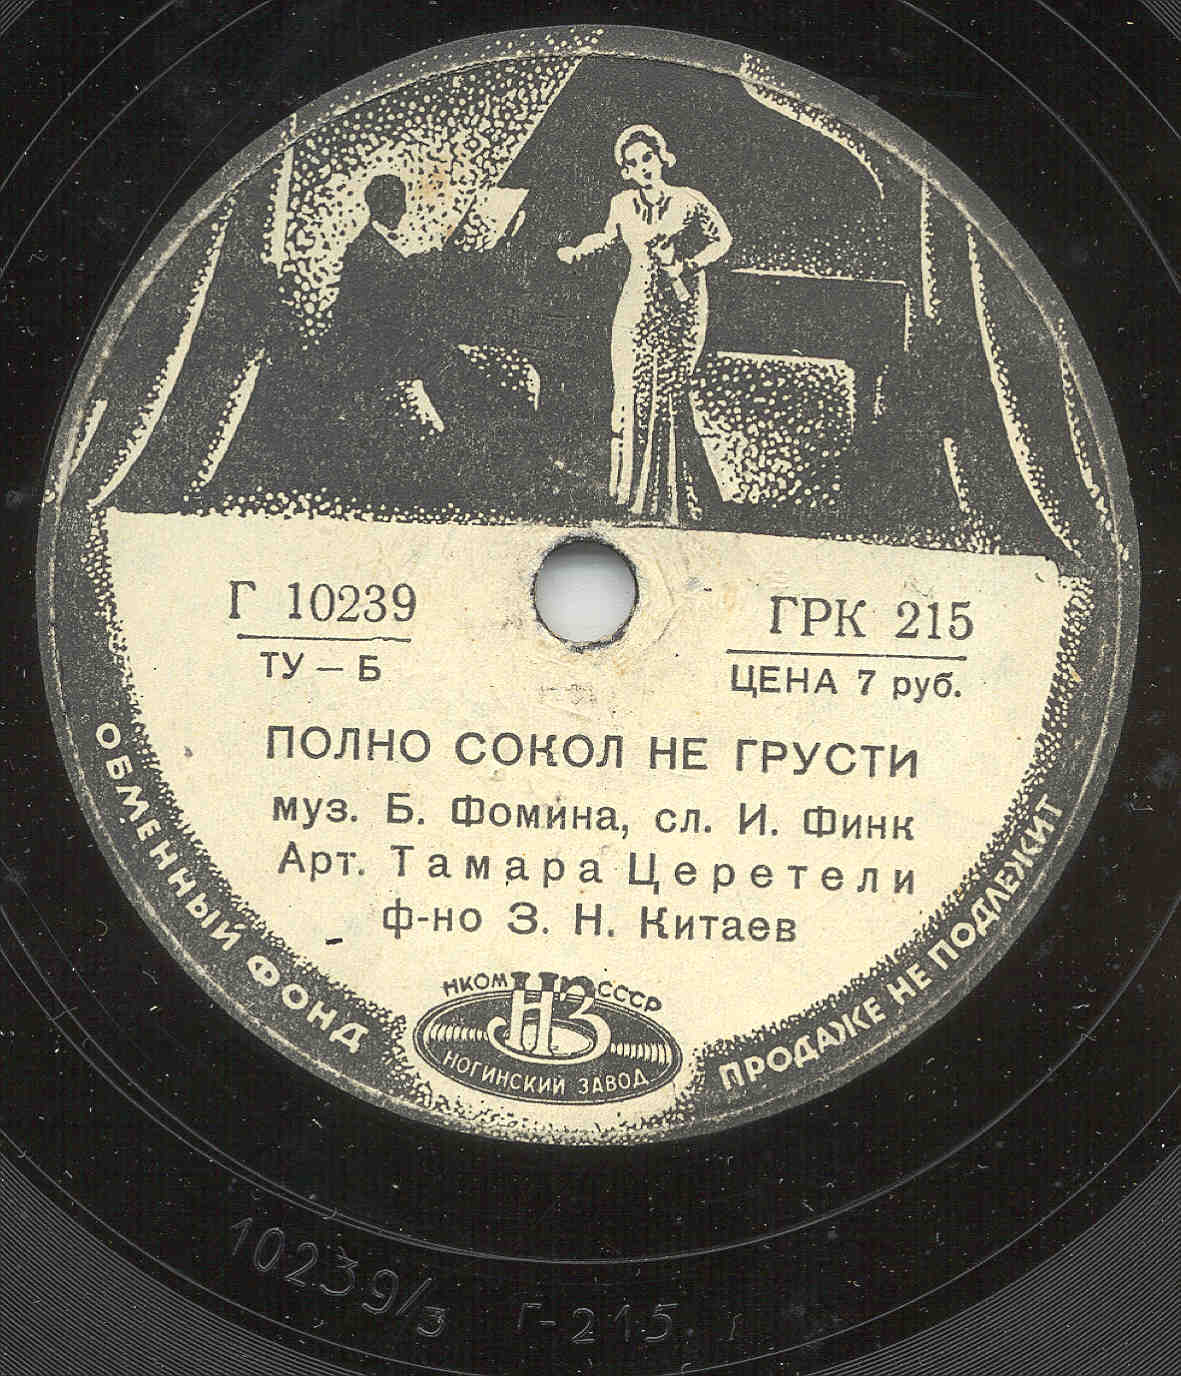 Г 10239
ТУ — Б
ГРК 215
ЦЕНА 7 руб.
ПОЛНО СОКОЛ НЕ ГРУСТИ
муз. Б. Фомина, сл. И. Финк
Арт. Тамара Церетели
ф-но З. Н. Китаев
НКОМ НЗ СССР
НОГИНСКИЙ ЗАВОД
ОБМЕННЫЙ ФОНД
ПРОДАЖЕ НЕ ПОДЛЕЖИТ
10239/3 Г-215.